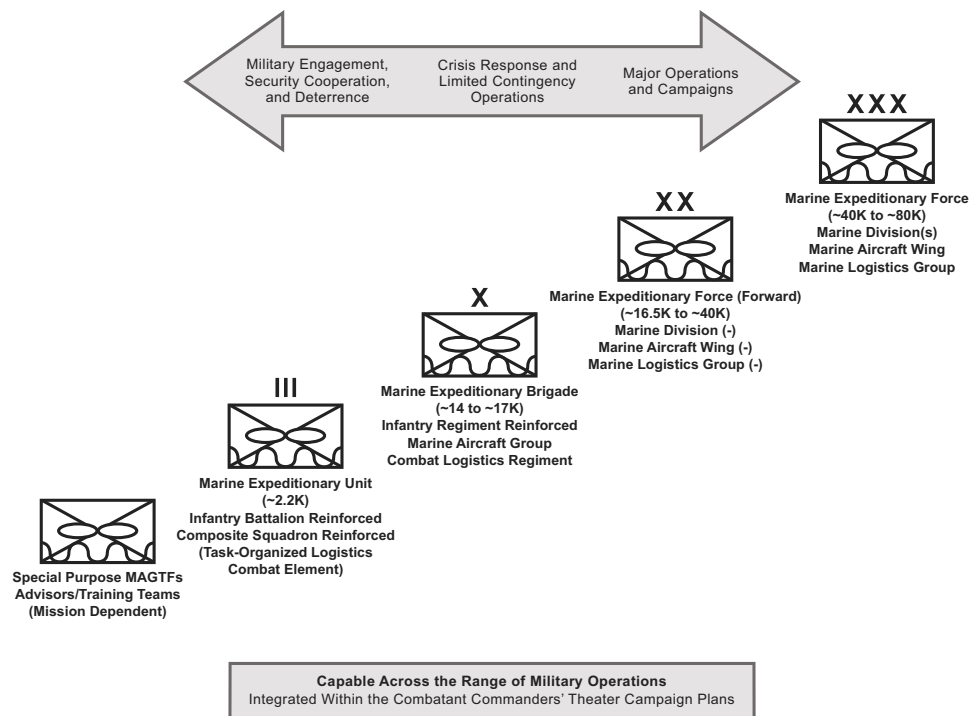 Military Engagement,
Security Cooperation,
and Deterrence
Crisis Response and
Limited Contingency
Operations
Major Operations
and Campaigns
XXX
Marine Expeditionary Force
(~40K to ~80K)
Marine Division(s)
Marine Aircraft Wing
Marine Logistics Group
XX
Marine Expeditionary Force (Forward)
(~16.5K to ~40K)
Marine Division (-)
Marine Aircraft Wing (-)
Marine Logistics Group (-)
X
Marine Expeditionary Brigade
(~14 to ~17K)
Infantry Regiment Reinforced
Marine Aircraft Group
Combat Logistics Regiment
III
Marine Expeditionary Unit
(~2.2K)
Infantry Battalion Reinforced
Composite Squadron Reinforced
(Task-Organized Logistics
Combat Element)
Special Purpose MAGTFs
Advisors/Training Teams
(Mission Dependent)
Capable Across the Range of Military Operations
Integrated Within the Combatant Commanders’ Theater Campaign Plans